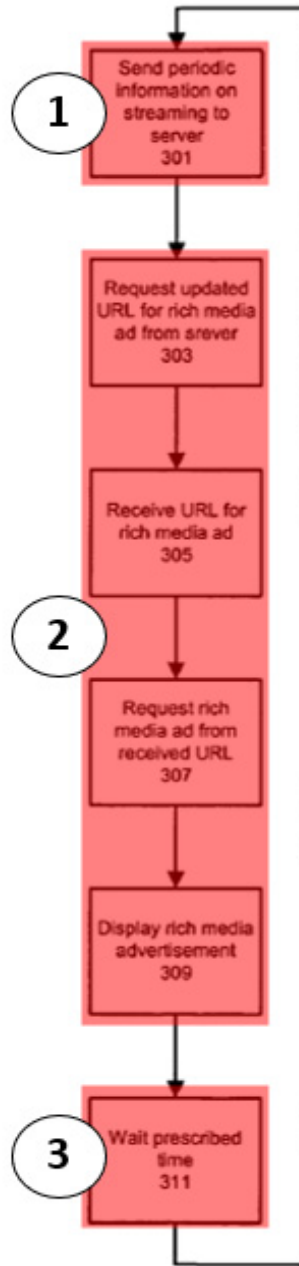 1
Send periodic
information on
streaming to
server
301
Request updated
URL for rich media
ad from srever
303
Receive URL for
rich media ad
305
2
Request rich
media ad from
received URL
307
Display rich media
advertisement
309
3
Wait prescribed
time
311